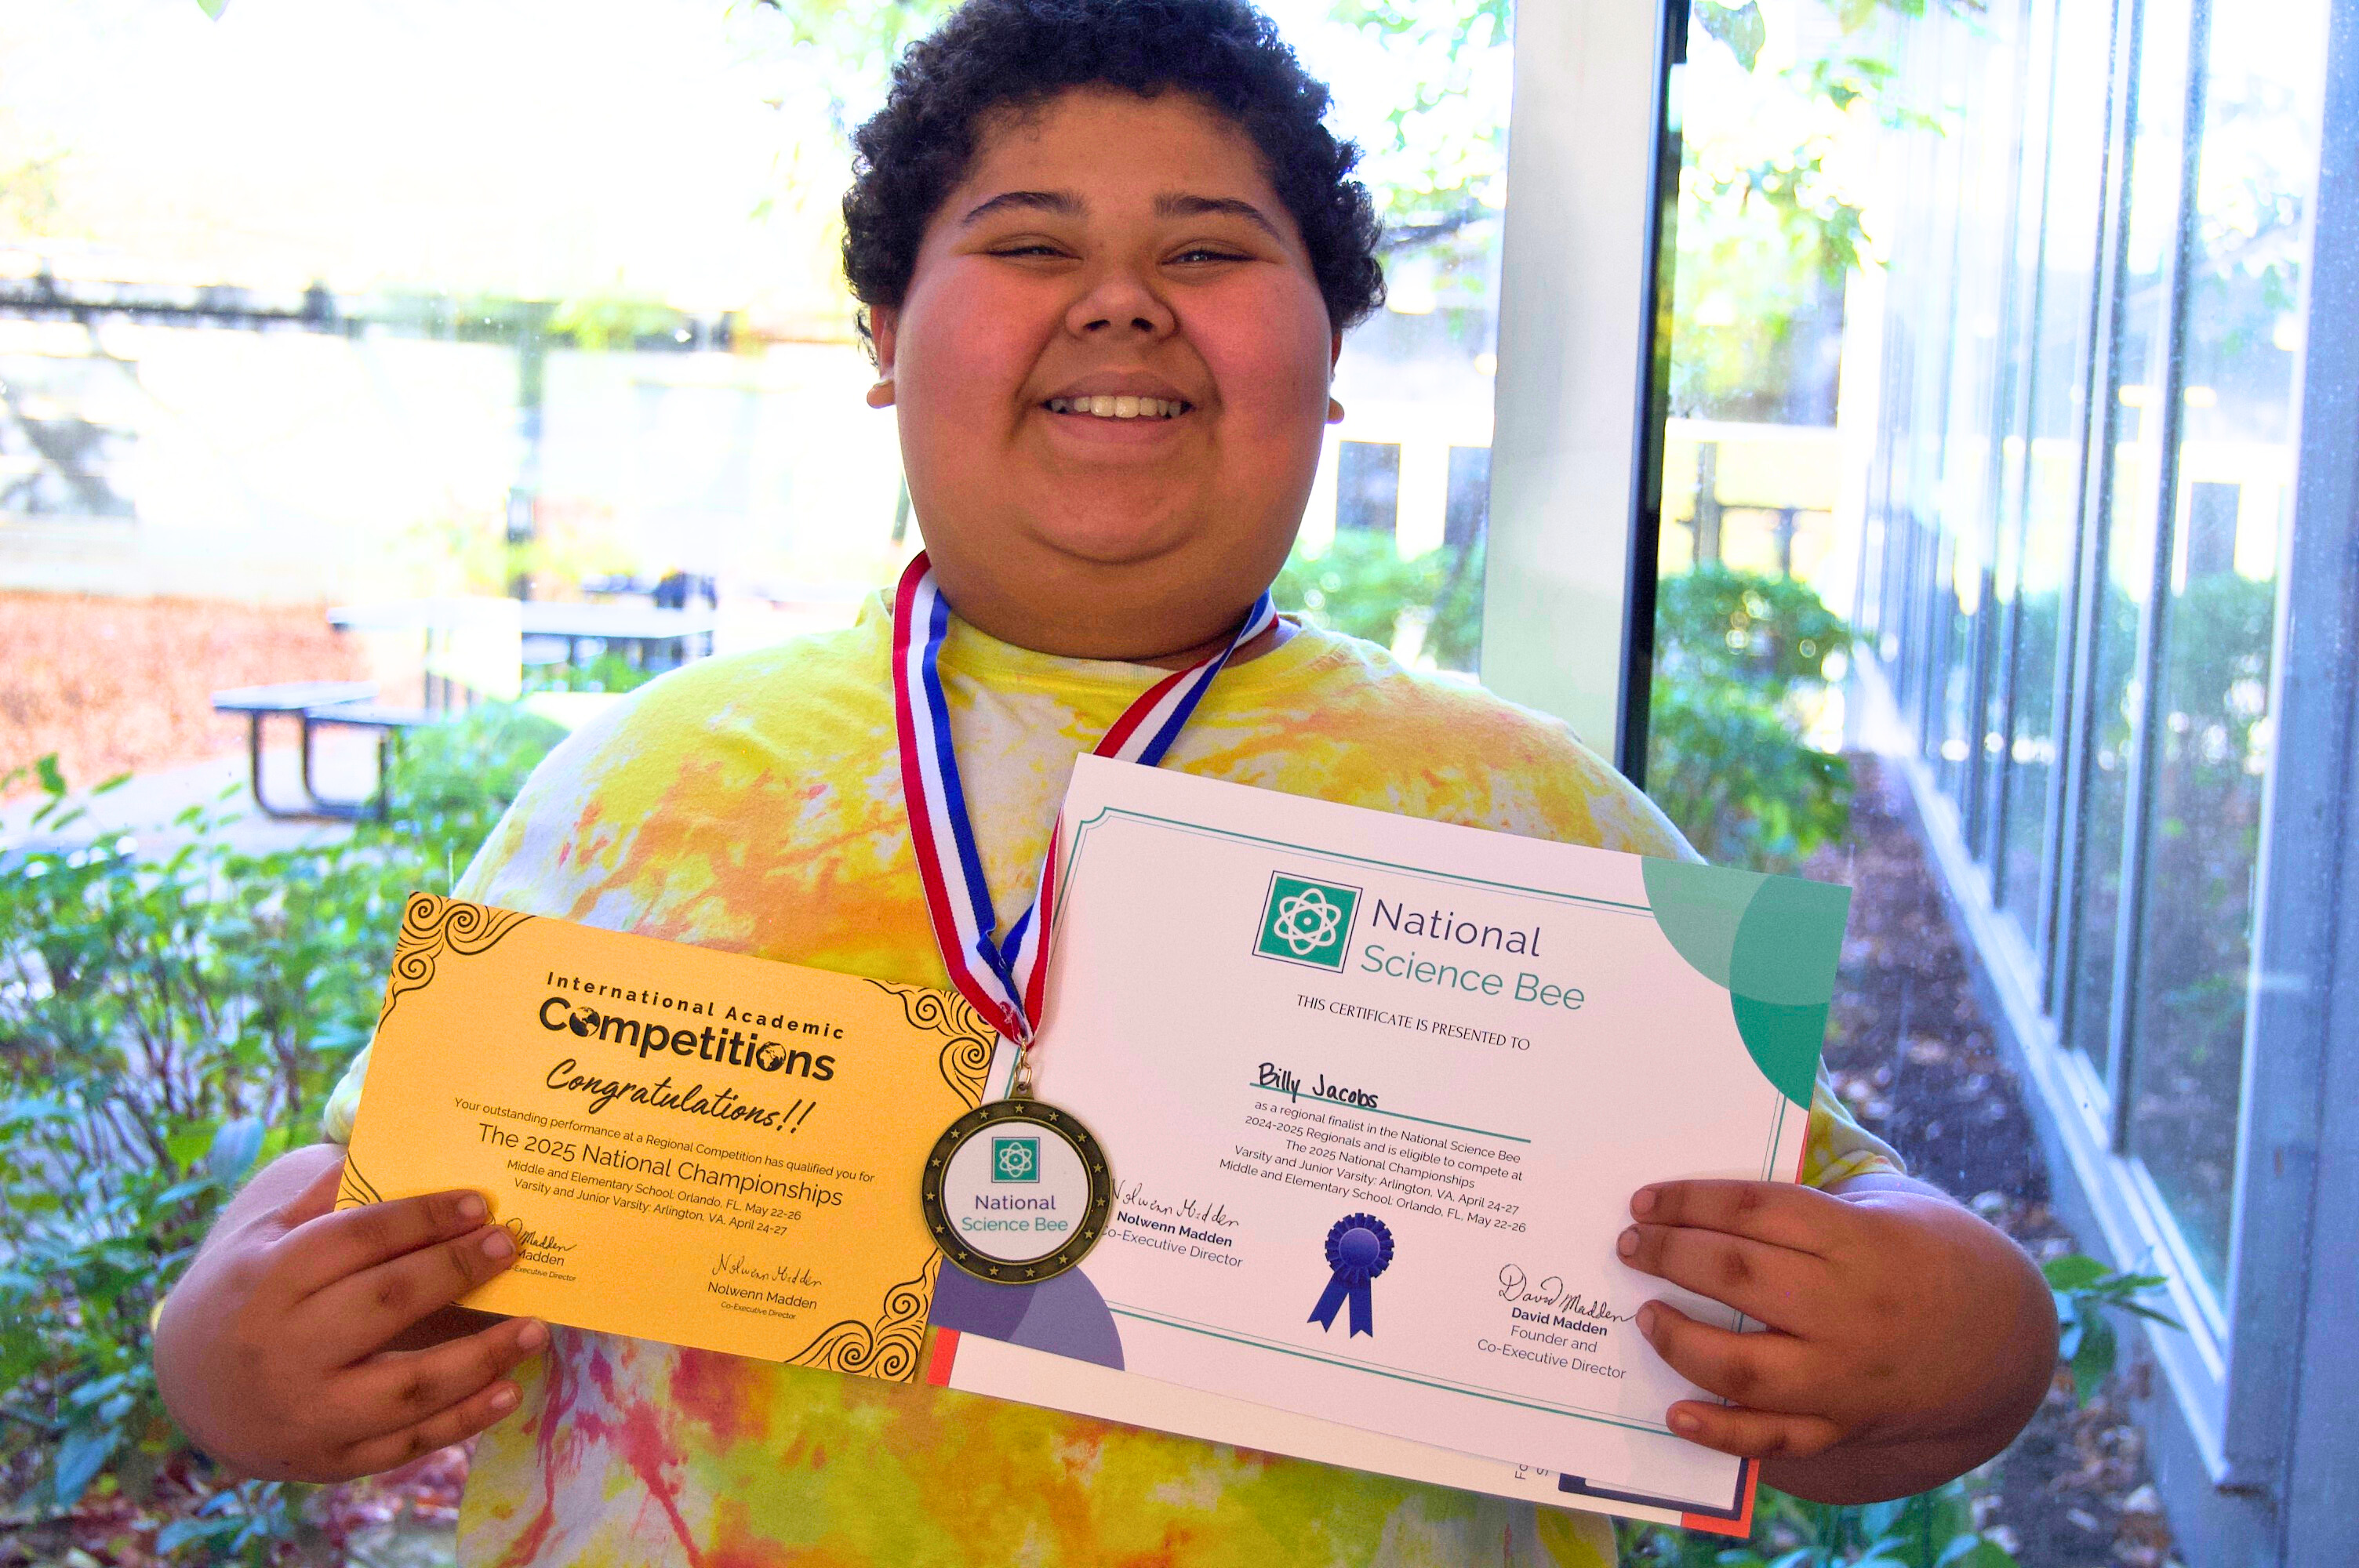 International Academic
Competitions
Congratulations!!
Your outstanding performance at a Regional Competition has qualified you for
The 2025 National Championships
Middle and Elementary School: Orlando, FL, May 22-26
Varsity and Junior Varsity: Arlington, VA, April 24-27
Madden
Madden
Co-Executive Director
Nolwenn Madden
Nolwenn Madden
Co-Executive Director
National
Science Bee
National
Science Bee
THIS CERTIFICATE IS PRESENTED TO
Billy Jacobs
as a regional finalist in the National Science Bee
2024-2025 Regionals and is eligible to compete at
The 2025 National Championships
Varsity and Junior Varsity: Arlington, VA, April 24-27
Middle and Elementary School: Orlando, FL, May 22-26
Nolwenn Madden
Nolwenn Madden
Co-Executive Director
David Madden
David Madden
Founder and
Co-Executive Director